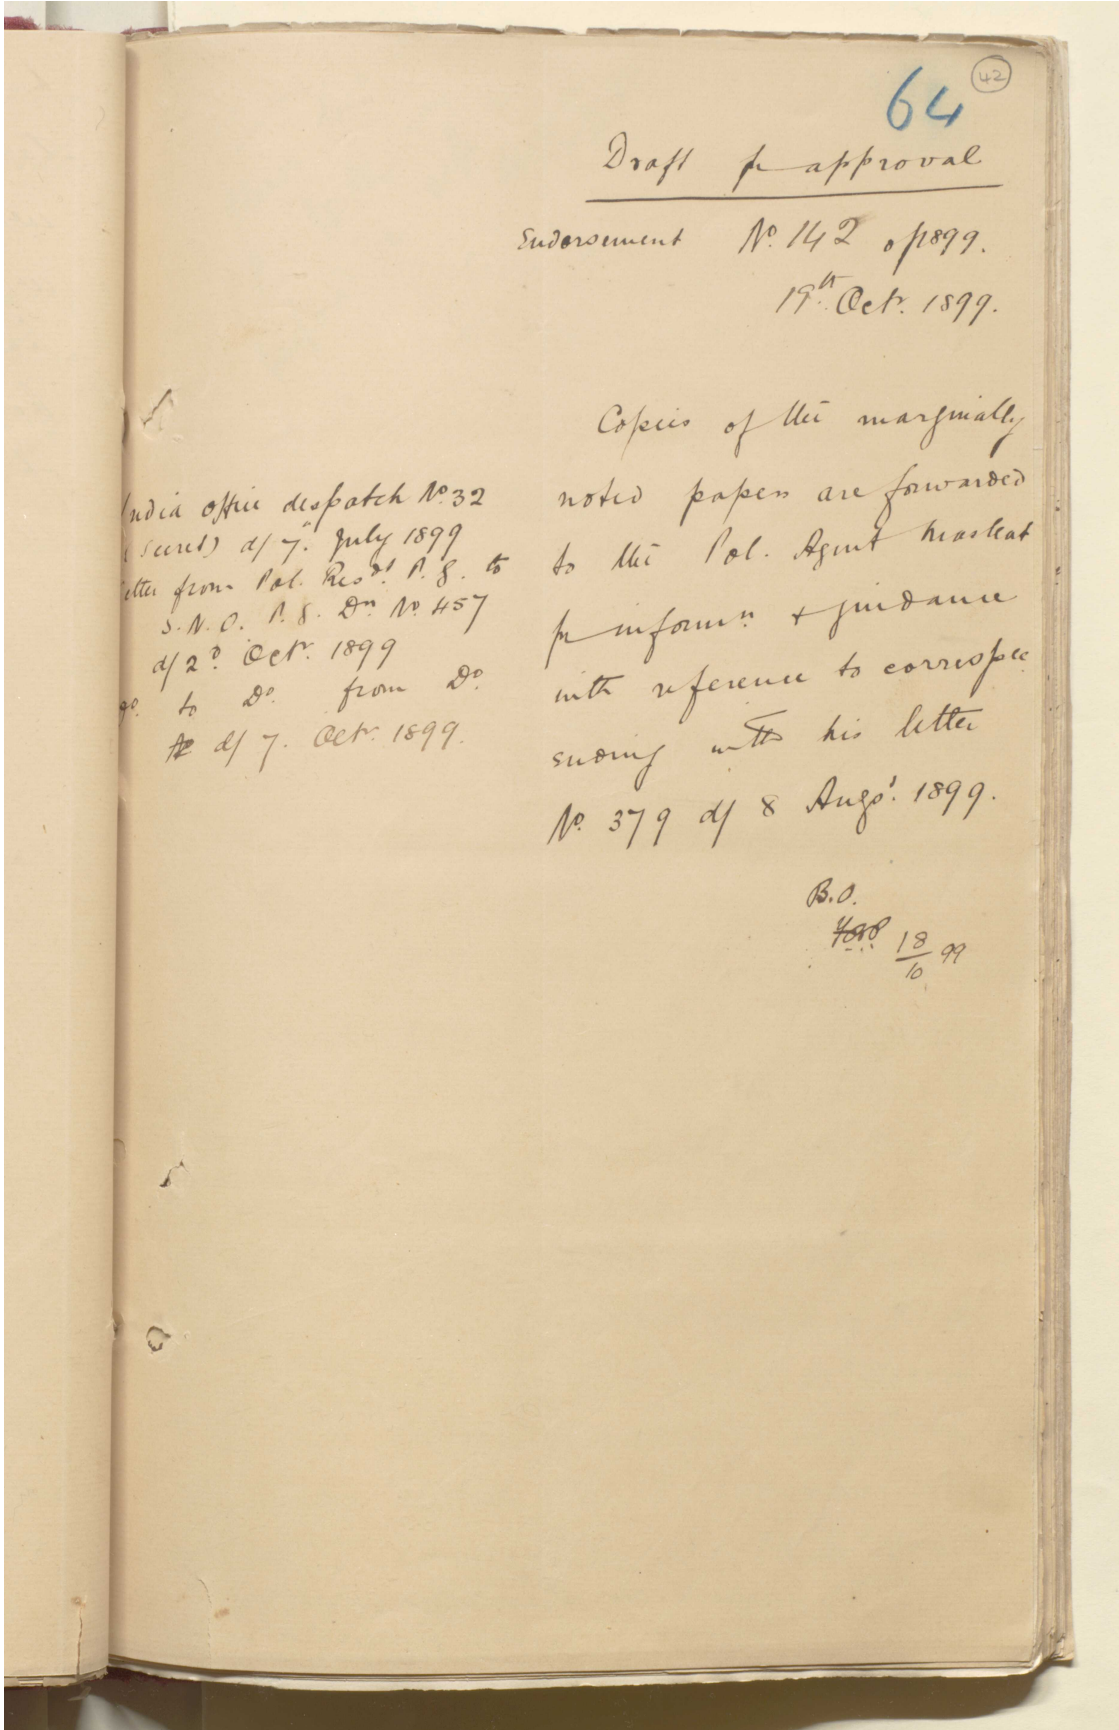 64
42
Draft for approval
Endorsement No. 142 of 1899.
19th Oct. 1899.
India office despatch No. 32
(Secret) d/ 7. July 1899
letter from Pol. Resdt P. G. to
S. N. O. P. G. Dn No. 457
d/ 2d. Octr. 1899
Do. to Do. from Do.
d/ 7. Octr. 1899.
Copies of the marginally
noted papers are forwarded
to the Pol. Agent Maskat
for informn. + guidance
with reference to correspce
ending with his letter
No. 379 d/ 8 Augst. 1899.
B.O.
18/10 99